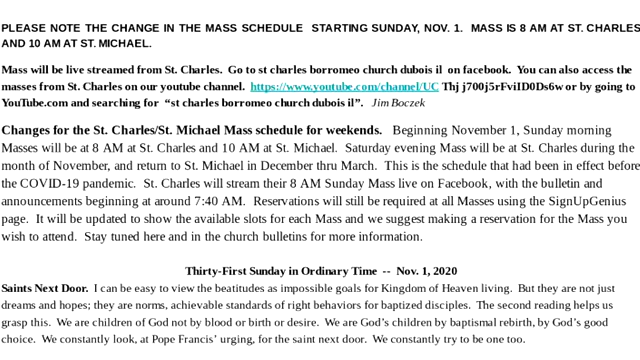 PLEASE NOTE THE CHANGE IN THE MASS SCHEDULE STARTING SUNDAY, NOV. 1. MASS IS 8 AM AT ST. CHARLES
AND 10 AM AT ST. MICHAEL.
Mass will be live streamed from St. Charles. Go to st charles borromeo church dubois il on facebook. You can also access the
masses from St. Charles on our youtube channel. https://www.youtube.com/channel/UC Thj j700j5rFviID0Ds6w or by going to
YouTube.com and searching for “st charles borromeo church dubois il”. Jim Boczek
Changes for the St. Charles/St. Michael Mass schedule for weekends. Beginning November 1, Sunday morning
Masses will be at 8 AM at St. Charles and 10 AM at St. Michael. Saturday evening Mass will be at St. Charles during the
month of November, and return to St. Michael in December thru March. This is the schedule that had been in effect before
the COVID-19 pandemic. St. Charles will stream their 8 AM Sunday Mass live on Facebook, with the bulletin and
announcements beginning at around 7:40 AM. Reservations will still be required at all Masses using the SignUpGenius
page. It will be updated to show the available slots for each Mass and we suggest making a reservation for the Mass you
wish to attend. Stay tuned here and in the church bulletins for more information.
Thirty-First Sunday in Ordinary Time -- Nov. 1, 2020
Saints Next Door. I can be easy to view the beatitudes as impossible goals for Kingdom of Heaven living. But they are not just
dreams and hopes; they are norms, achievable standards of right behaviors for baptized disciples. The second reading helps us
grasp this. We are children of God not by blood or birth or desire. We are God’s children by baptismal rebirth, by God’s good
choice. We constantly look, at Pope Francis’ urging, for the saint next door. We constantly try to be one too.